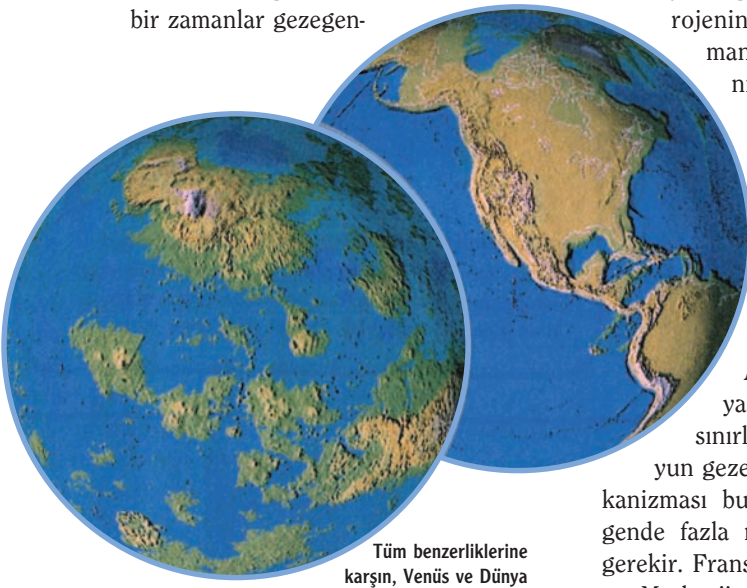 bir zamanlar gezegen-
Tüm benzerliklerine
karşın, Venüs ve Dünya
rojenin
man
sınırl
yun geze
kanizması bu
gende fazla
gerekir. Frans